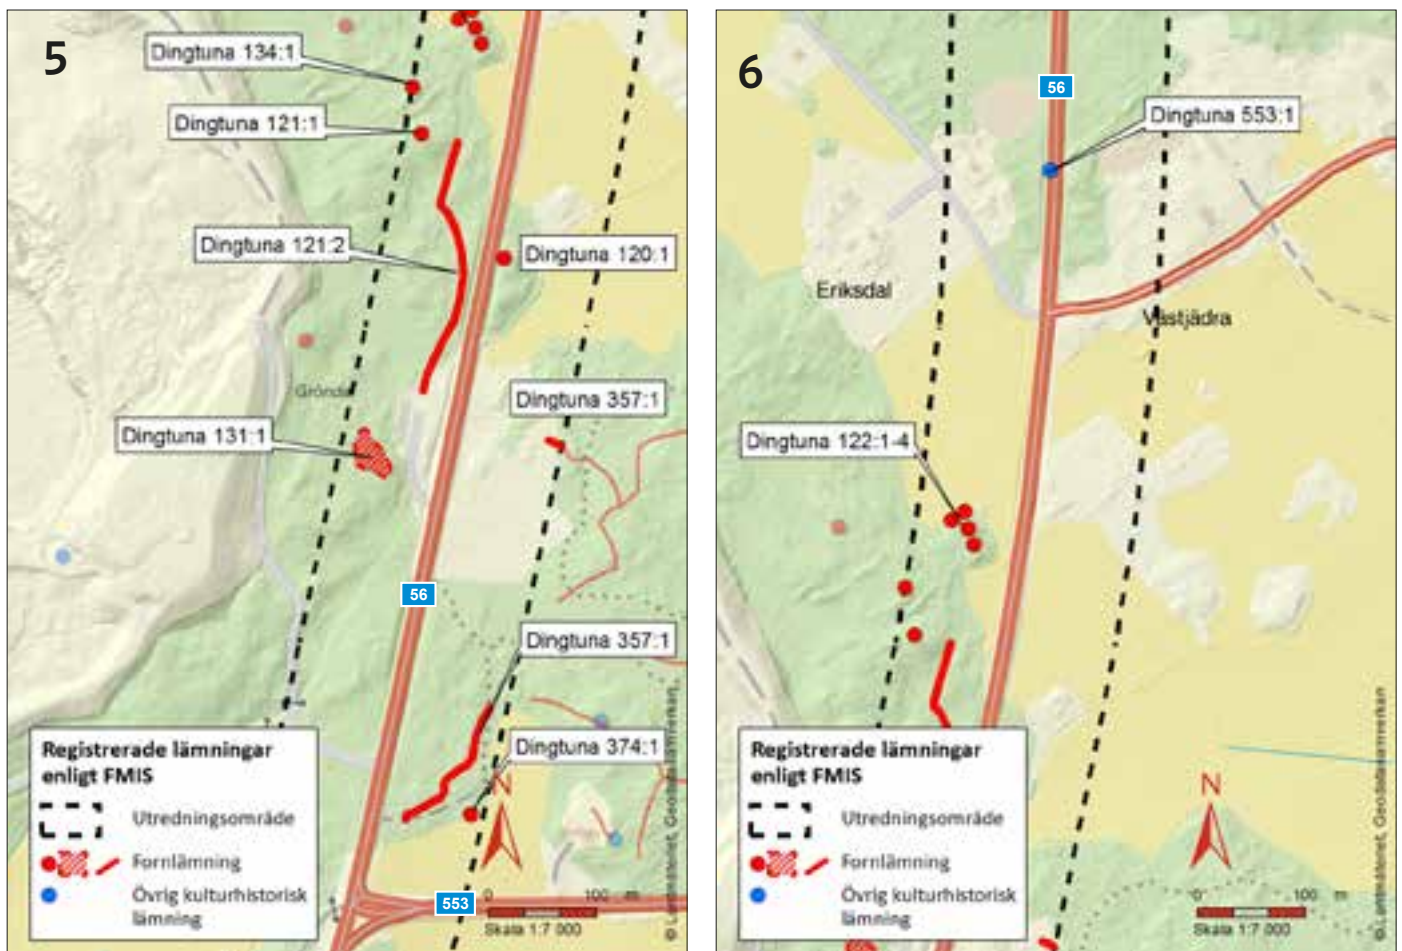 5
Dingtuna 134:1
Dingtuna 121:1
Dingtuna 121:2
Dingtuna 120:1
Dingtuna 357:1
Dingtuna 131:1
56
Dingtuna 357:1
Dingtuna 374:1
Registrerade lämningar
enligt FMIS
Utredningsområde
Fornlämning
Övrig kulturhistorisk
lämning
N
553
0 100 m
Skala 1:7 000
6
56
Dingtuna 553:1
Eriksdal
Västjädra
Dingtuna 122:1-4
Registrerade lämningar
enligt FMIS
Utredningsområde
Fornlämning
Övrig kulturhistorisk
lämning
N
0 100 m
Skala 1:7 000
© Lantmäteriet, Geodatasamverkan